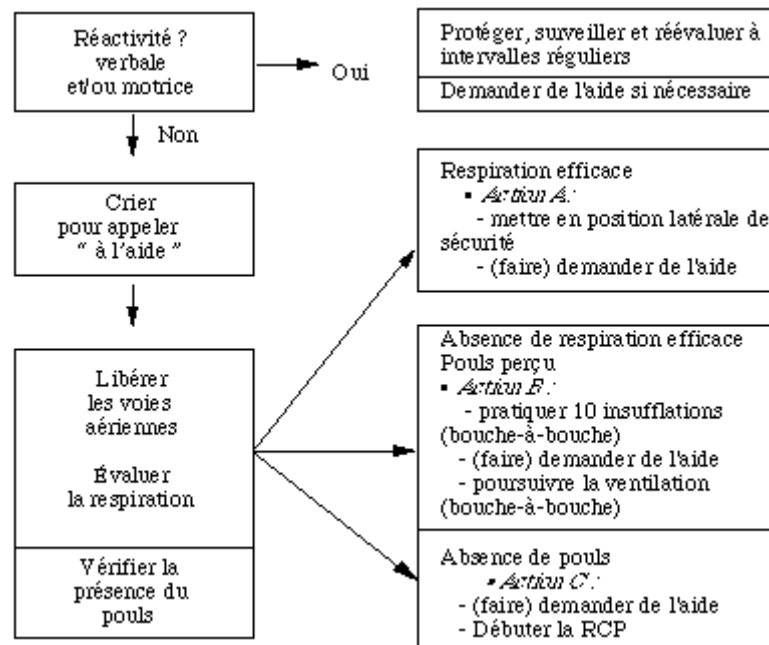 Réactivité ?
verbale
et/ou motrice
Oui
Protéger, surveiller et réévaluer à
intervalles réguliers
Demander de l'aide si nécessaire
Non
Crier
pour appeler
“ à l'aide ”
Respiration efficace
▪ Action A :
- mettre en position latérale de
sécurité
- (faire) demander de l'aide
Libérer
les voies
aériennes
Évaluer
la respiration
Vérifier la
présence du
pouls
Absence de respiration efficace
Pouls perçu
▪ Action B :
- pratiquer 10 insufflations
(bouche-à-bouche)
- (faire) demander de l'aide
- poursuivre la ventilation
(bouche-à-bouche)
Absence de pouls
▪ Action C :
- (faire) demander de l'aide
- Débuter la RCP